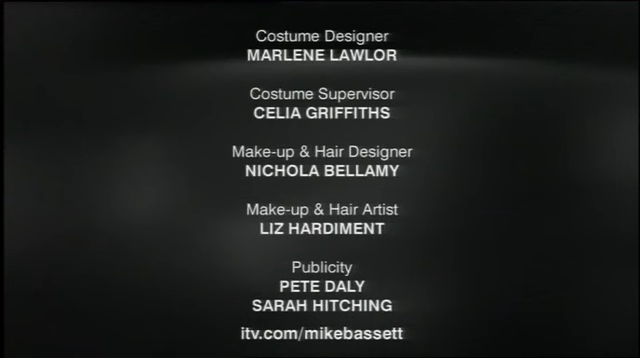 Costume Designer
MARLENE LAWLOR
Costume Supervisor
CELIA GRIFFITHS
Make-up & Hair Designer
NICHOLA BELLAMY
Make-up & Hair Artist
LIZ HARDIMENT
Publicity
PETE DALY
SARAH HITCHING
itv.com/mikebassett